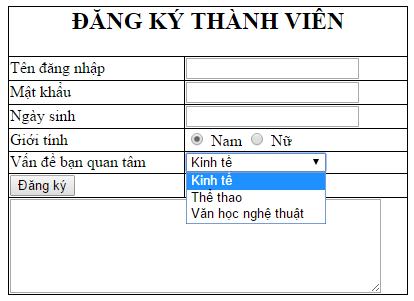 ĐĂNG KÝ THÀNH VIÊN
Tên đăng nhập
Mật khẩu
Ngày sinh
Giới tính Nam Nữ
Vấn đề bạn quan tâm Kinh tế
Đăng ký Kinh tế
Thể thao
Văn học nghệ thuật